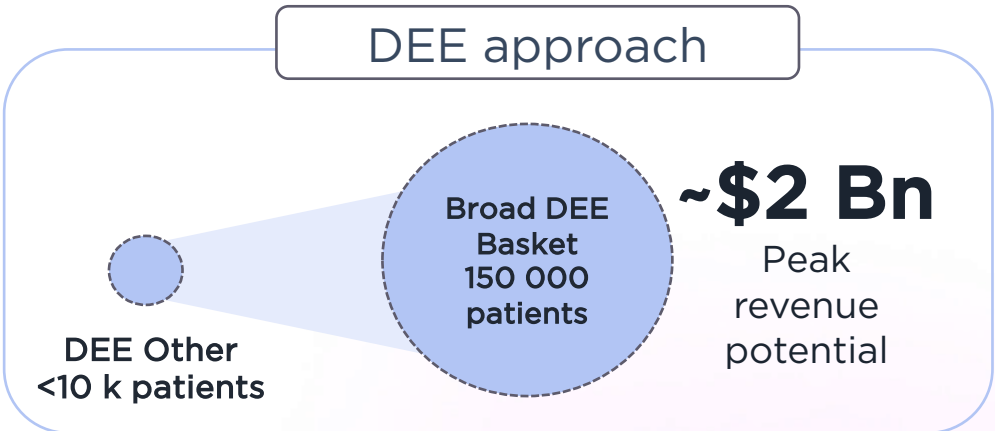 DEE approach
Broad DEE
Basket
150 000
patients
~$2 Bn
Peak
revenue
potential
DEE Other
<10 k patients